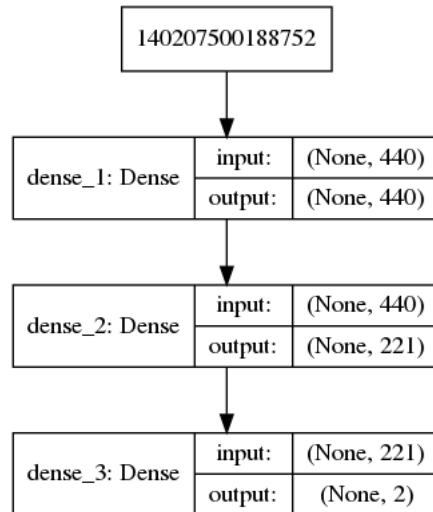 140207500188752
dense_1: Dense
input:
(None, 440)
output:
(None, 440)
dense_2: Dense
input:
(None, 440)
output:
(None, 221)
dense_3: Dense
input:
(None, 221)
output:
(None, 2)